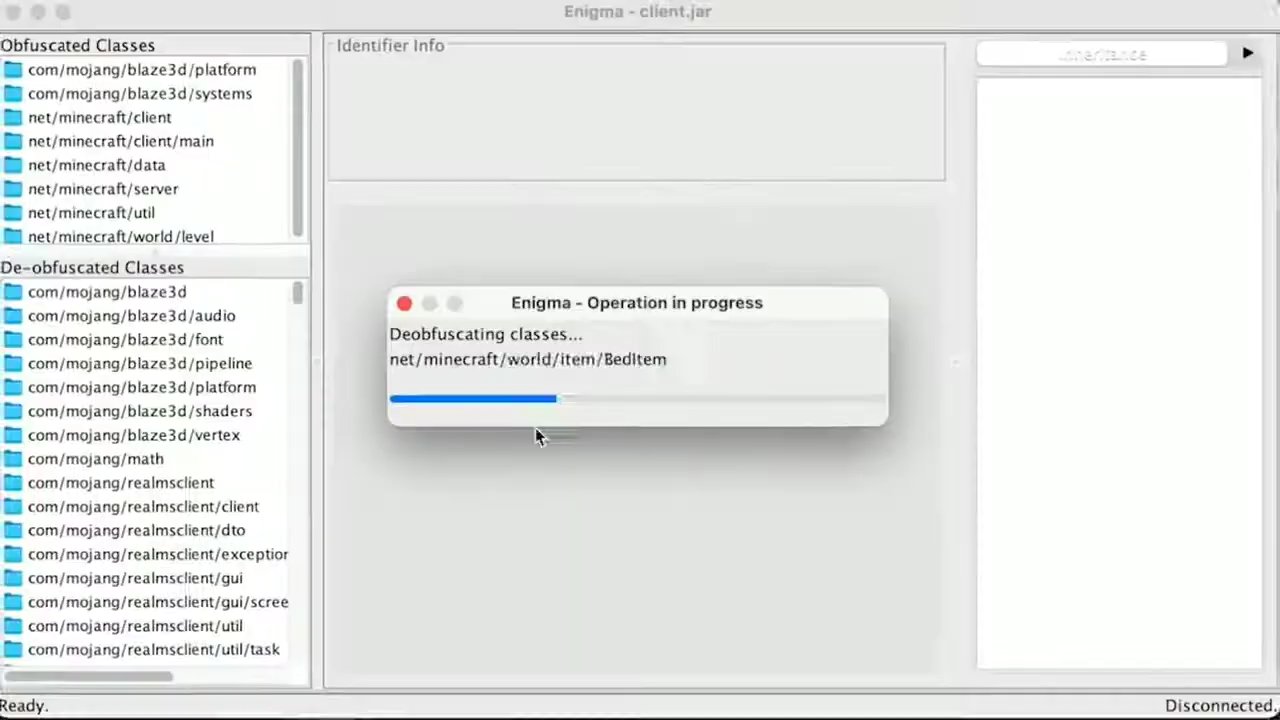 Enigma - client.jar
Obfuscated Classes
com/mojang/blaze3d/platform
com/mojang/blaze3d/systems
net/minecraft/client
net/minecraft/client/main
net/minecraft/data
net/minecraft/server
net/minecraft/util
net/minecraft/world/level
De-obfuscated Classes
com/mojang/blaze3d
com/mojang/blaze3d/audio
com/mojang/blaze3d/font
com/mojang/blaze3d/pipeline
com/mojang/blaze3d/platform
com/mojang/blaze3d/shaders
com/mojang/blaze3d/vertex
com/mojang/math
com/mojang/realmsclient
com/mojang/realmsclient/client
com/mojang/realmsclient/dto
com/mojang/realmsclient/exception
com/mojang/realmsclient/gui
com/mojang/realmsclient/gui/scree
com/mojang/realmsclient/util
com/mojang/realmsclient/util/task
Identifier Info
Enigma - Operation in progress
Deobfuscating classes...
net/minecraft/world/item/BedItem
Inheritance
Ready.
Disconnected.